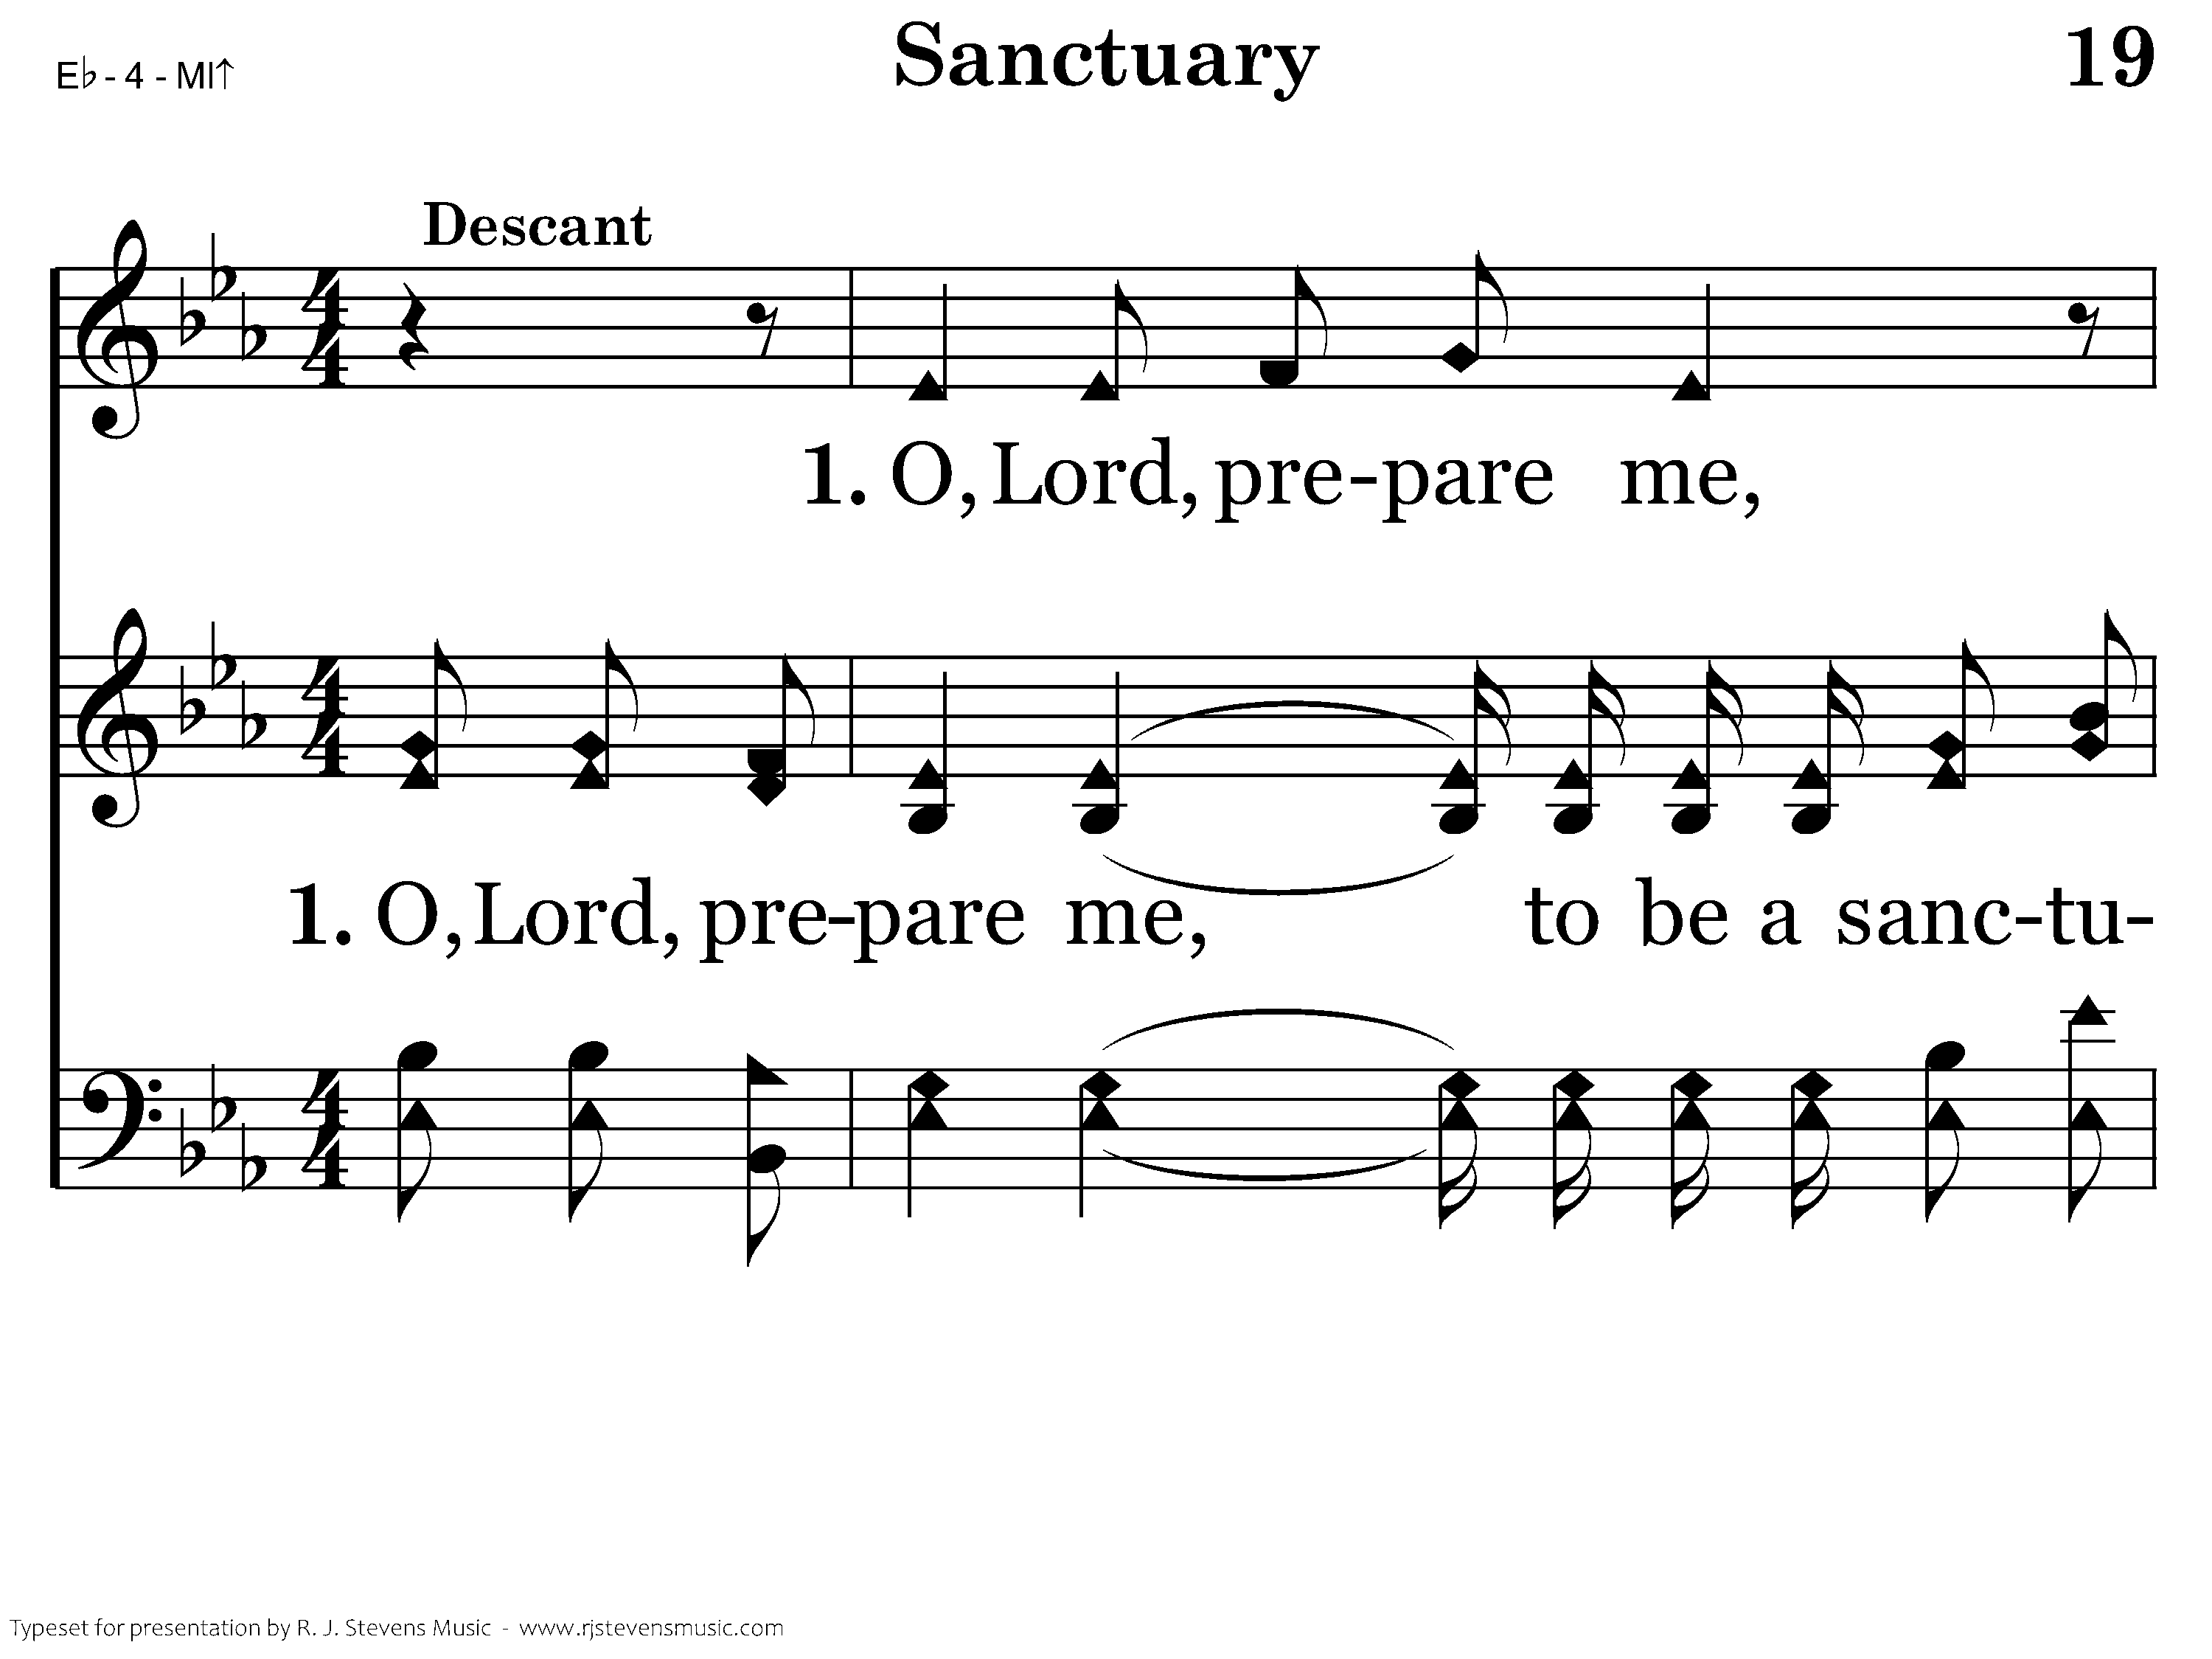 E♭ - 4 - MI↑
Sanctuary
19
Descant
1. O, Lord, pre-pare me,
1. O, Lord, pre-pare me, to be a sanc-tu-
Typeset for presentation by R. J. Stevens Music - www.rjstevensmusic.com